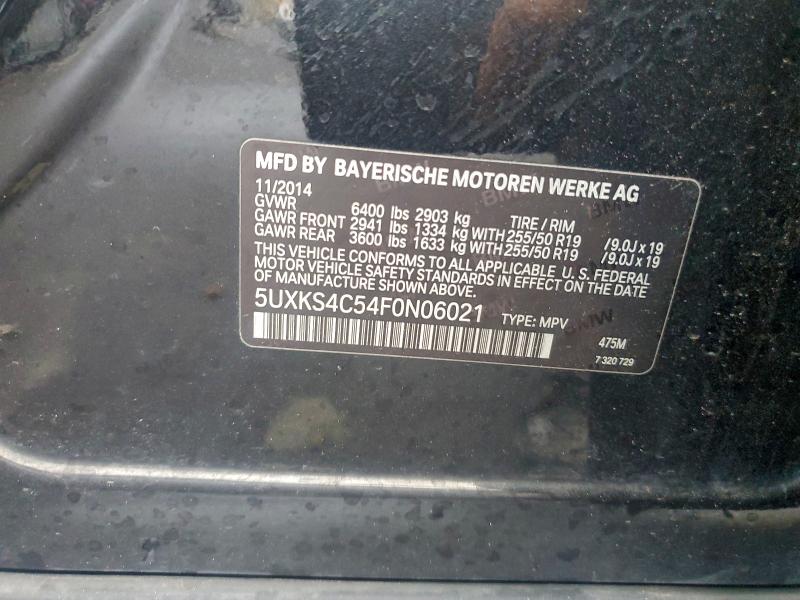 MFD BY BAYERISCHE MOTOREN WERKE AG
11/2014
GVWR 6400 lbs 2903 kg TIRE / RIM
GAWR FRONT 2941 lbs 1334 kg WITH 255/50 R19 /9.0J x 19
GAWR REAR 3600 lbs 1633 kg WITH 255/50 R19 /9.0J x 19
THIS VEHICLE CONFORMS TO ALL APPLICABLE U. S. FEDERAL
MOTOR VEHICLE SAFETY STANDARDS IN EFFECT ON THE DATE
OF MANUFACTURE SHOWN ABOVE.
5UXKS4C54F0N06021 TYPE: MPV
475M
7 320 729